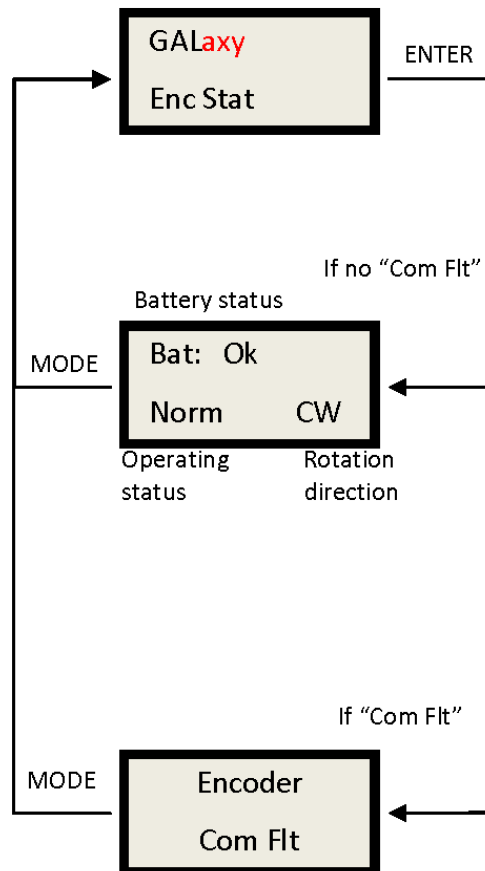 GALaxy
ENTER
Enc Stat
If no “Com Flt”
Battery status
MODE
Bat: Ok
Norm CW
Operating status
Rotation direction
If “Com Flt”
MODE
Encoder
Com Flt